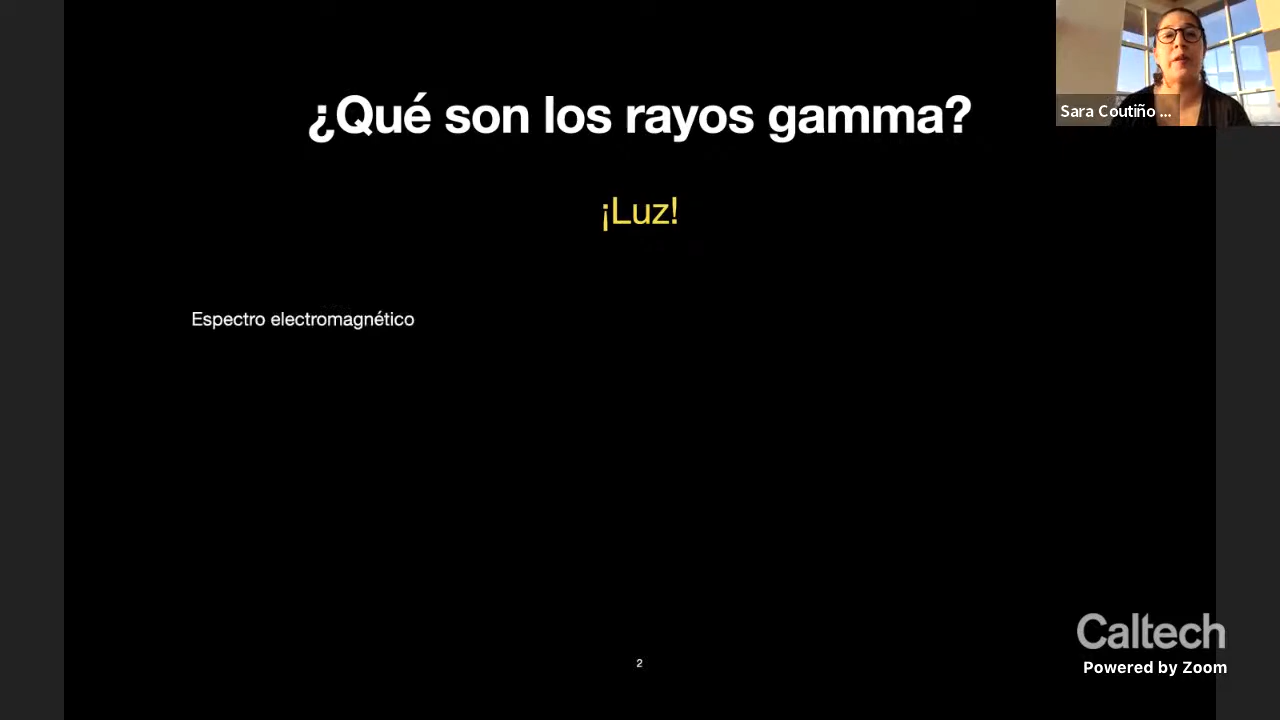 ¿Qué son los rayos gamma?
Sara Coutiño ...
¡Luz!
Espectro electromagnético
Caltech
Powered by Zoom
2